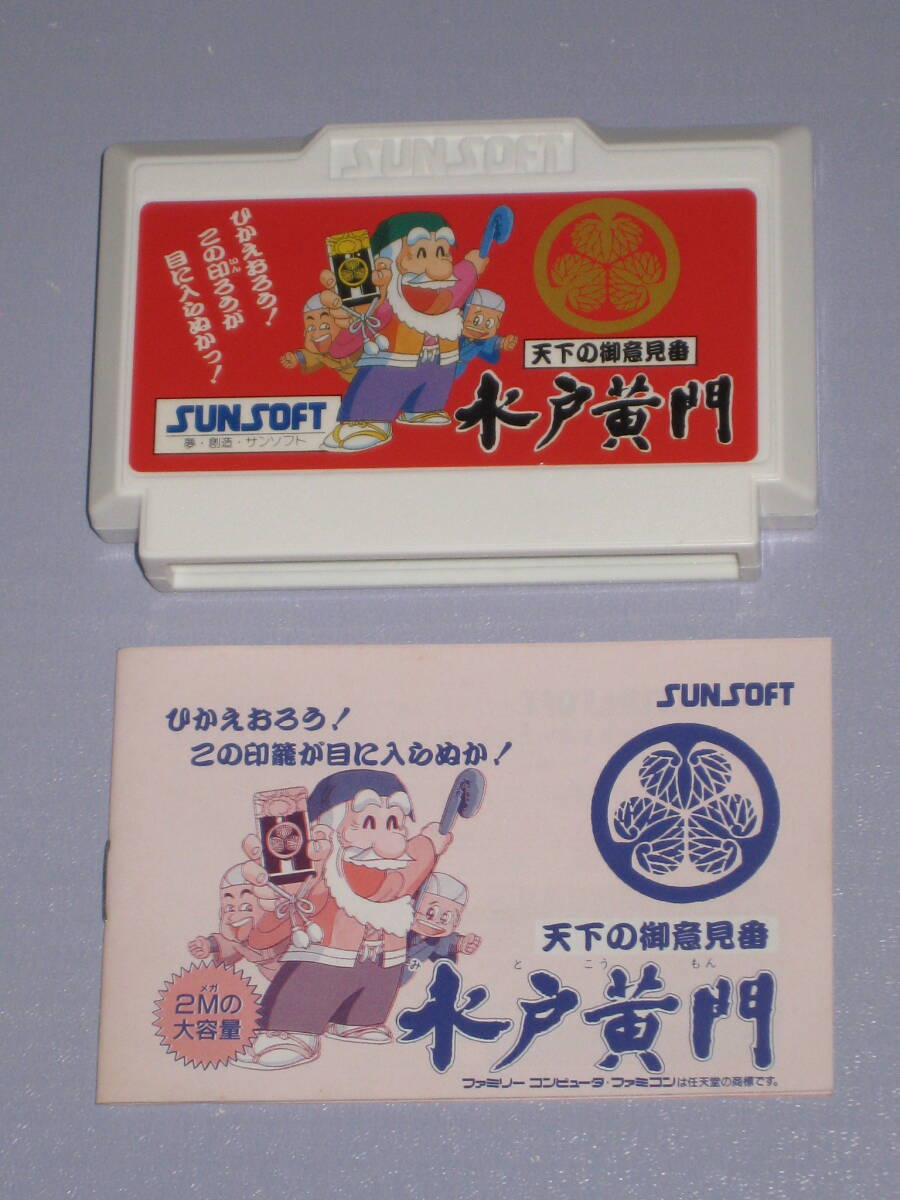 SUNSOFT
ひかえおろう!
この印ろうが
いん
目に入らぬかっ!
天下の御意見番
水戸黄門
SUNSOFT
夢・創造・サンソフト
SUNSOFT
ひかえおろう!
この印籠が目に入らぬか!
天下の御意見番
み と こう もん
水戸黄門
メガ
2Mの
大容量
ファミリーコンピュータ・ファミコンは任天堂の商標です。